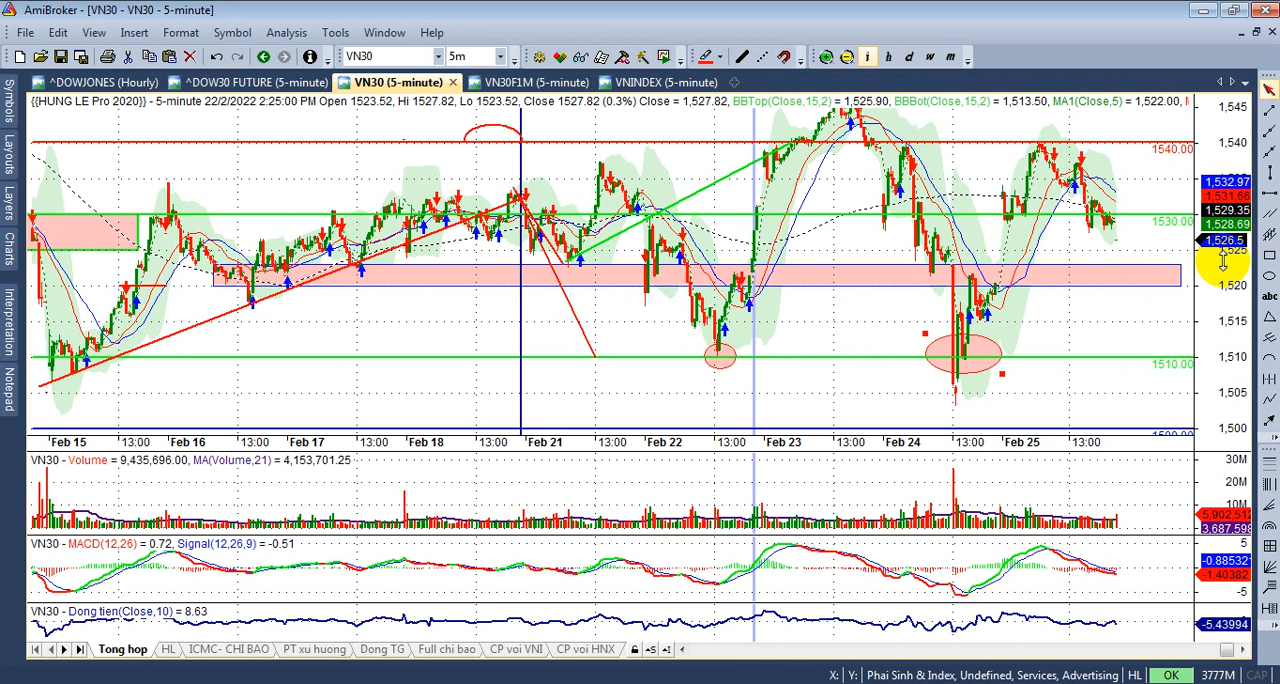 AmiBroker - [VN30 - VN30 - 5-minute]
File Edit View Insert Format Symbol Analysis Tools Window Help
VN30 5m i h d w m
^DOWJONES (Hourly) ^DOW30 FUTURE (5-minute) VN30 (5-minute) VN30F1M (5-minute) VNINDEX (5-minute)
Symbols
Layouts
Layers
Charts
Interpretation
Notepad
{{HUNG LE Pro 2020}} - 5-minute 22/2/2022 2:25:00 PM Open 1523.52, Hi 1527.82, Lo 1523.52, Close 1527.82 (0.3%) Close = 1,527.82, BBTop(Close,15,2) = 1,525.90, BBBot(Close,15,2) = 1,513.50, MA1(Close,5) = 1,522.00,
1,545
1,540
1540.00
1,532.97
1,531.66
1,529.35
1530.00
1,528.69
1,526.5
1,520
1,515
1,510
1510.00
1,505
1,500
abc
Feb 15 13:00 Feb 16 13:00 Feb 17 13:00 Feb 18 13:00 Feb 21 13:00 Feb 22 13:00 Feb 23 13:00 Feb 24 13:00 Feb 25 13:00
VN30 - Volume = 9,435,696.00, MA(Volume,21) = 4,153,701.25
30M
20M
10M
5,902,512
3,687,598
VN30 - MACD(12,26) = 0.72, Signal(12,26,9) = -0.51
5
-0.88532
-1.40382
-5
VN30 - Dong tien(Close,10) = 8.63
-5.43994
Tong hop HL ICMC- CHI BAO PT xu huong Dong TG Full chi bao CP voi VNI CP voi HNX
X: Y: Phai Sinh & Index, Undefined, Services, Advertising HL OK 3777M CAP